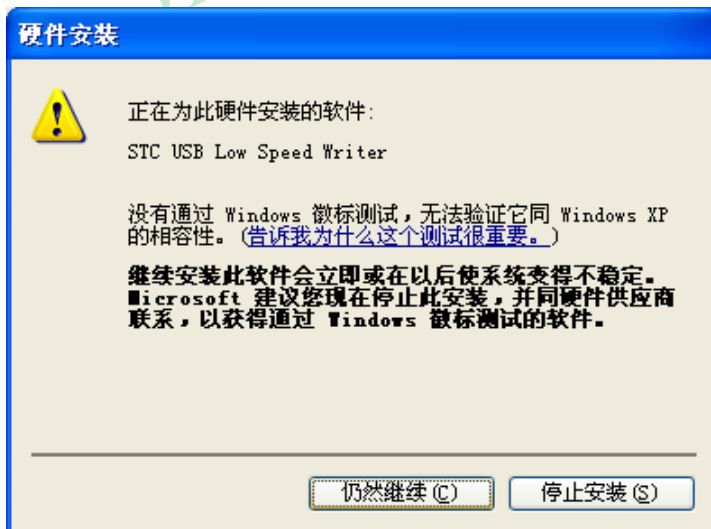 硬件安装
正在为此硬件安装的软件:
STC USB Low Speed Writer
没有通过 Windows 徽标测试，无法验证它同 Windows XP
的相容性。(告诉我为什么这个测试很重要。)
继续安装此软件会立即或在以后使系统变得不稳定。
Microsoft 建议您现在停止此安装，并同硬件供应商
联系，以获得通过 Windows 徽标测试的软件。
仍然继续(C) 停止安装(S)